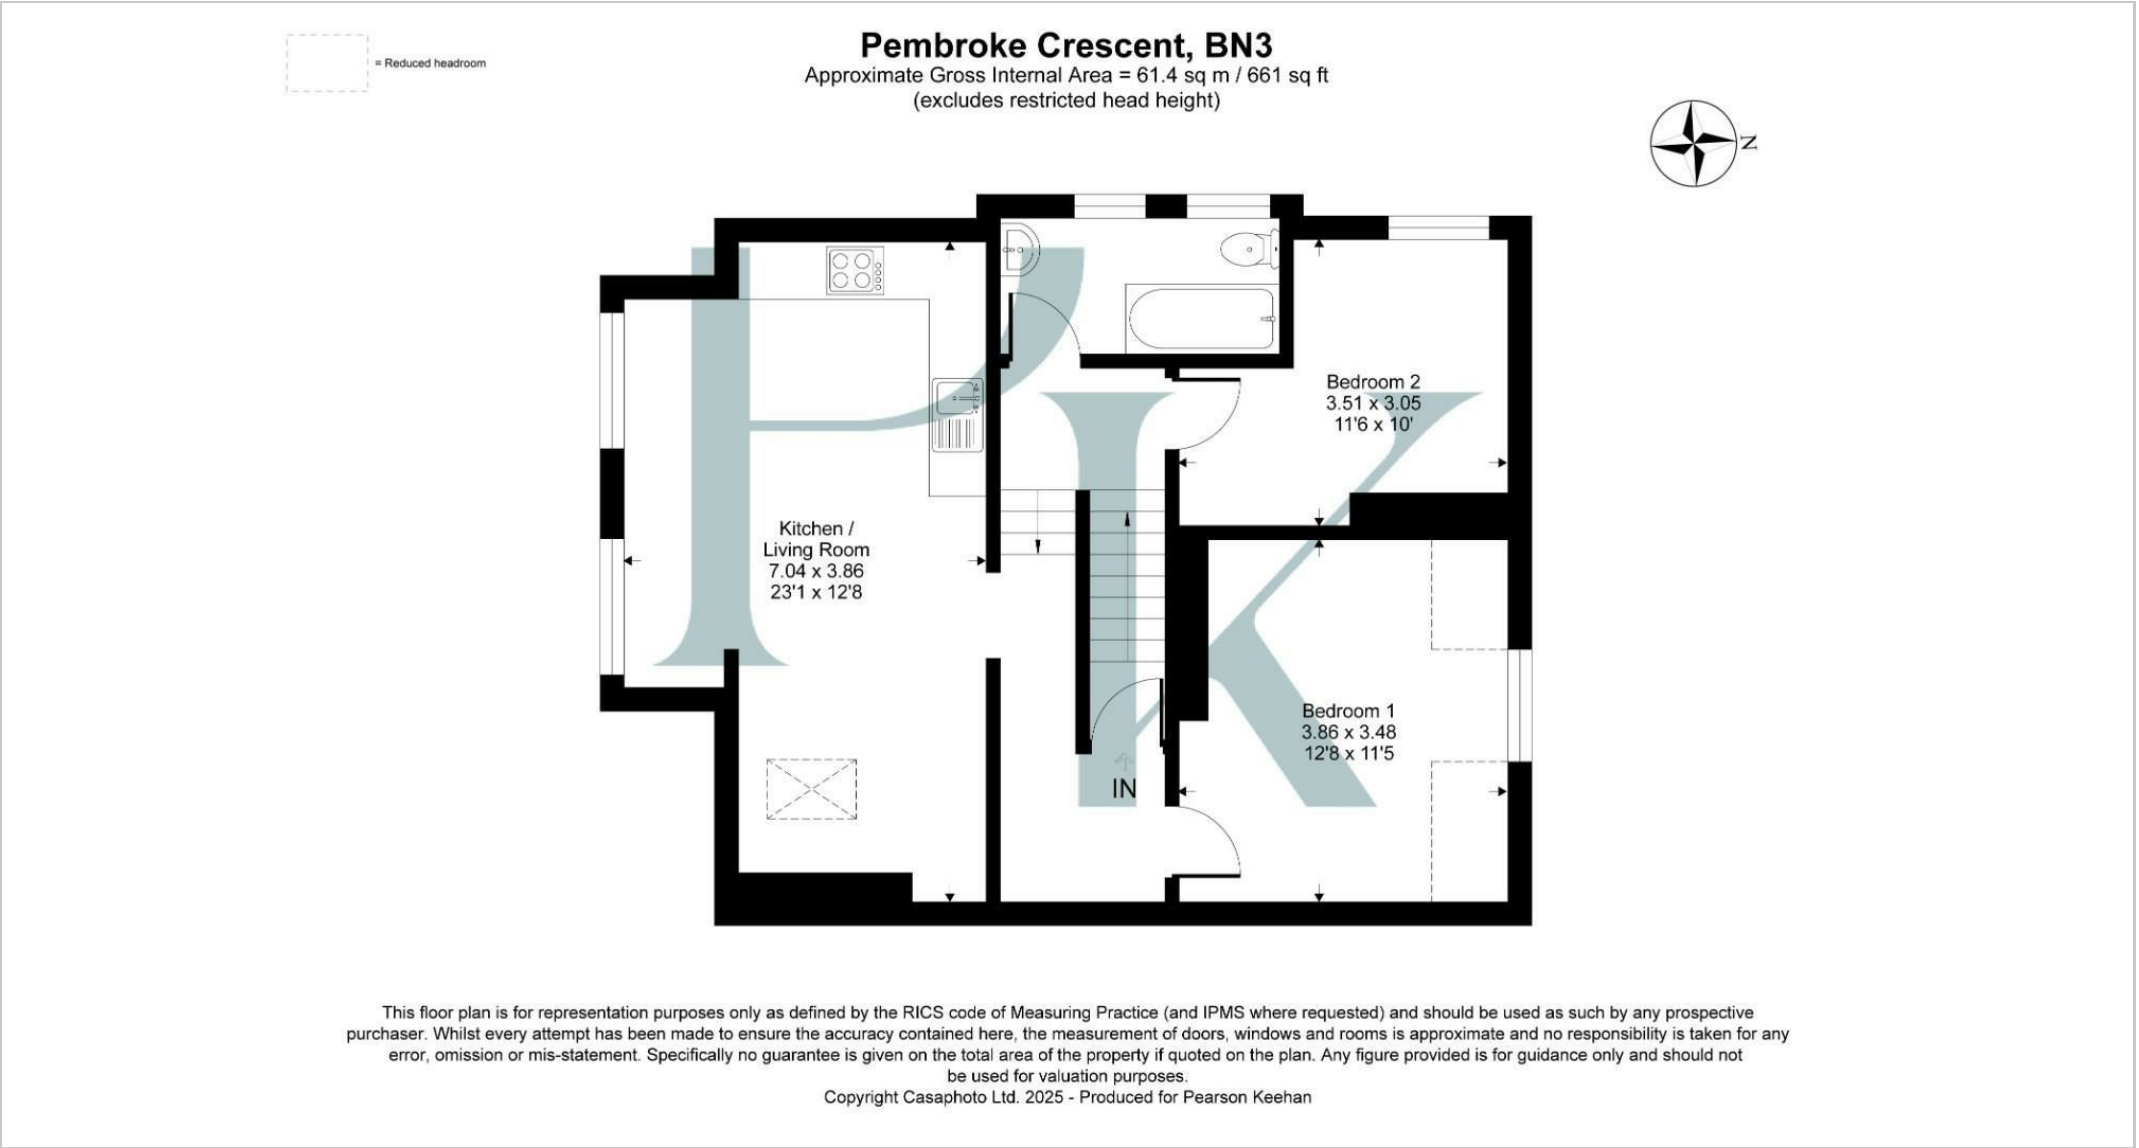 Pembroke Crescent, BN3
Approximate Gross Internal Area = 61.4 sq m / 661 sq ft
(excludes restricted head height)
= Reduced headroom
N
Bedroom 2
3.51 x 3.05
11'6 x 10'
Kitchen /
Living Room
7.04 x 3.86
23'1 x 12'8
Bedroom 1
3.86 x 3.48
12'8 x 11'5
IN
PK
This floor plan is for representation purposes only as defined by the RICS code of Measuring Practice (and IPMS where requested) and should be used as such by any prospective
purchaser. Whilst every attempt has been made to ensure the accuracy contained here, the measurement of doors, windows and rooms is approximate and no responsibility is taken for any
error, omission or mis-statement. Specifically no guarantee is given on the total area of the property if quoted on the plan. Any figure provided is for guidance only and should not
be used for valuation purposes.
Copyright Casaphoto Ltd. 2025 - Produced for Pearson Keehan